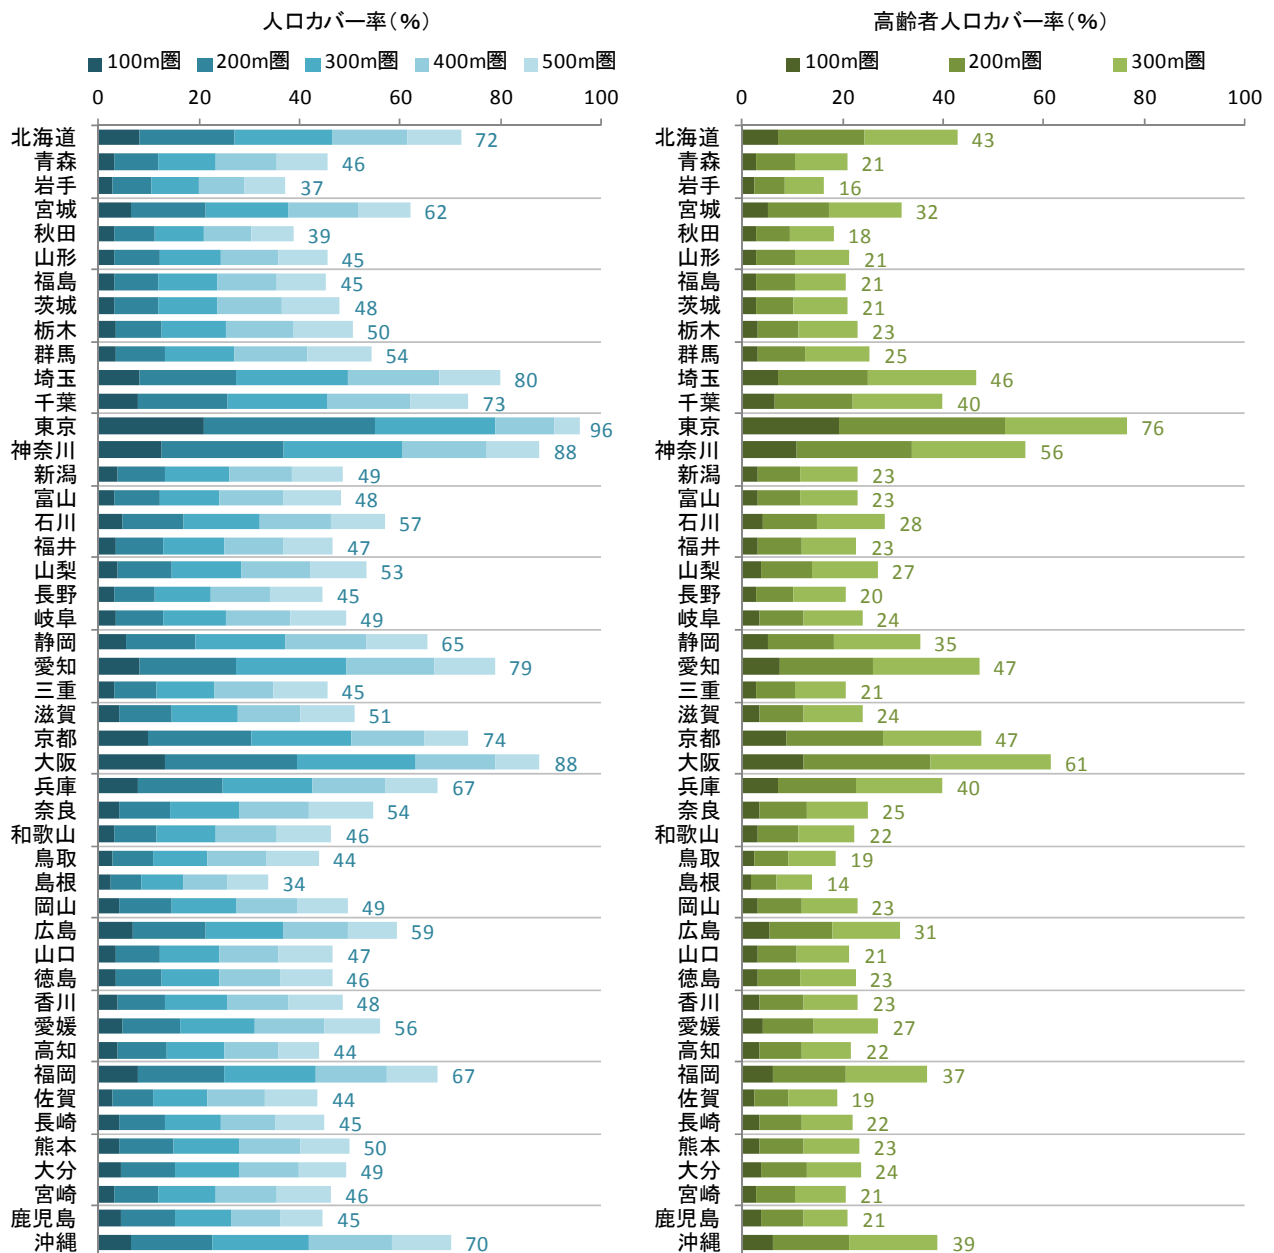 人口カバー率(%)
100m圏 200m圏 300m圏 400m圏 500m圏
0 20 40 60 80 100
北海道 72
青森 46
岩手 37
宮城 62
秋田 39
山形 45
福島 45
茨城 48
栃木 50
群馬 54
埼玉 80
千葉 73
東京 96
神奈川 88
新潟 49
富山 48
石川 57
福井 47
山梨 53
長野 45
岐阜 49
静岡 65
愛知 79
三重 45
滋賀 51
京都 74
大阪 88
兵庫 67
奈良 54
和歌山 46
鳥取 44
島根 34
岡山 49
広島 59
山口 47
徳島 46
香川 48
愛媛 56
高知 44
福岡 67
佐賀 44
長崎 45
熊本 50
大分 49
宮崎 46
鹿児島 45
沖縄 70
高齢者人口カバー率(%)
100m圏 200m圏 300m圏
0 20 40 60 80 100
北海道 43
青森 21
岩手 16
宮城 32
秋田 18
山形 21
福島 21
茨城 21
栃木 23
群馬 25
埼玉 46
千葉 40
東京 76
神奈川 56
新潟 23
富山 23
石川 28
福井 23
山梨 27
長野 20
岐阜 24
静岡 35
愛知 47
三重 21
滋賀 24
京都 47
大阪 61
兵庫 40
奈良 25
和歌山 22
鳥取 19
島根 14
岡山 23
広島 31
山口 21
徳島 23
香川 23
愛媛 27
高知 22
福岡 37
佐賀 19
長崎 22
熊本 23
大分 24
宮崎 21
鹿児島 21
沖縄 39